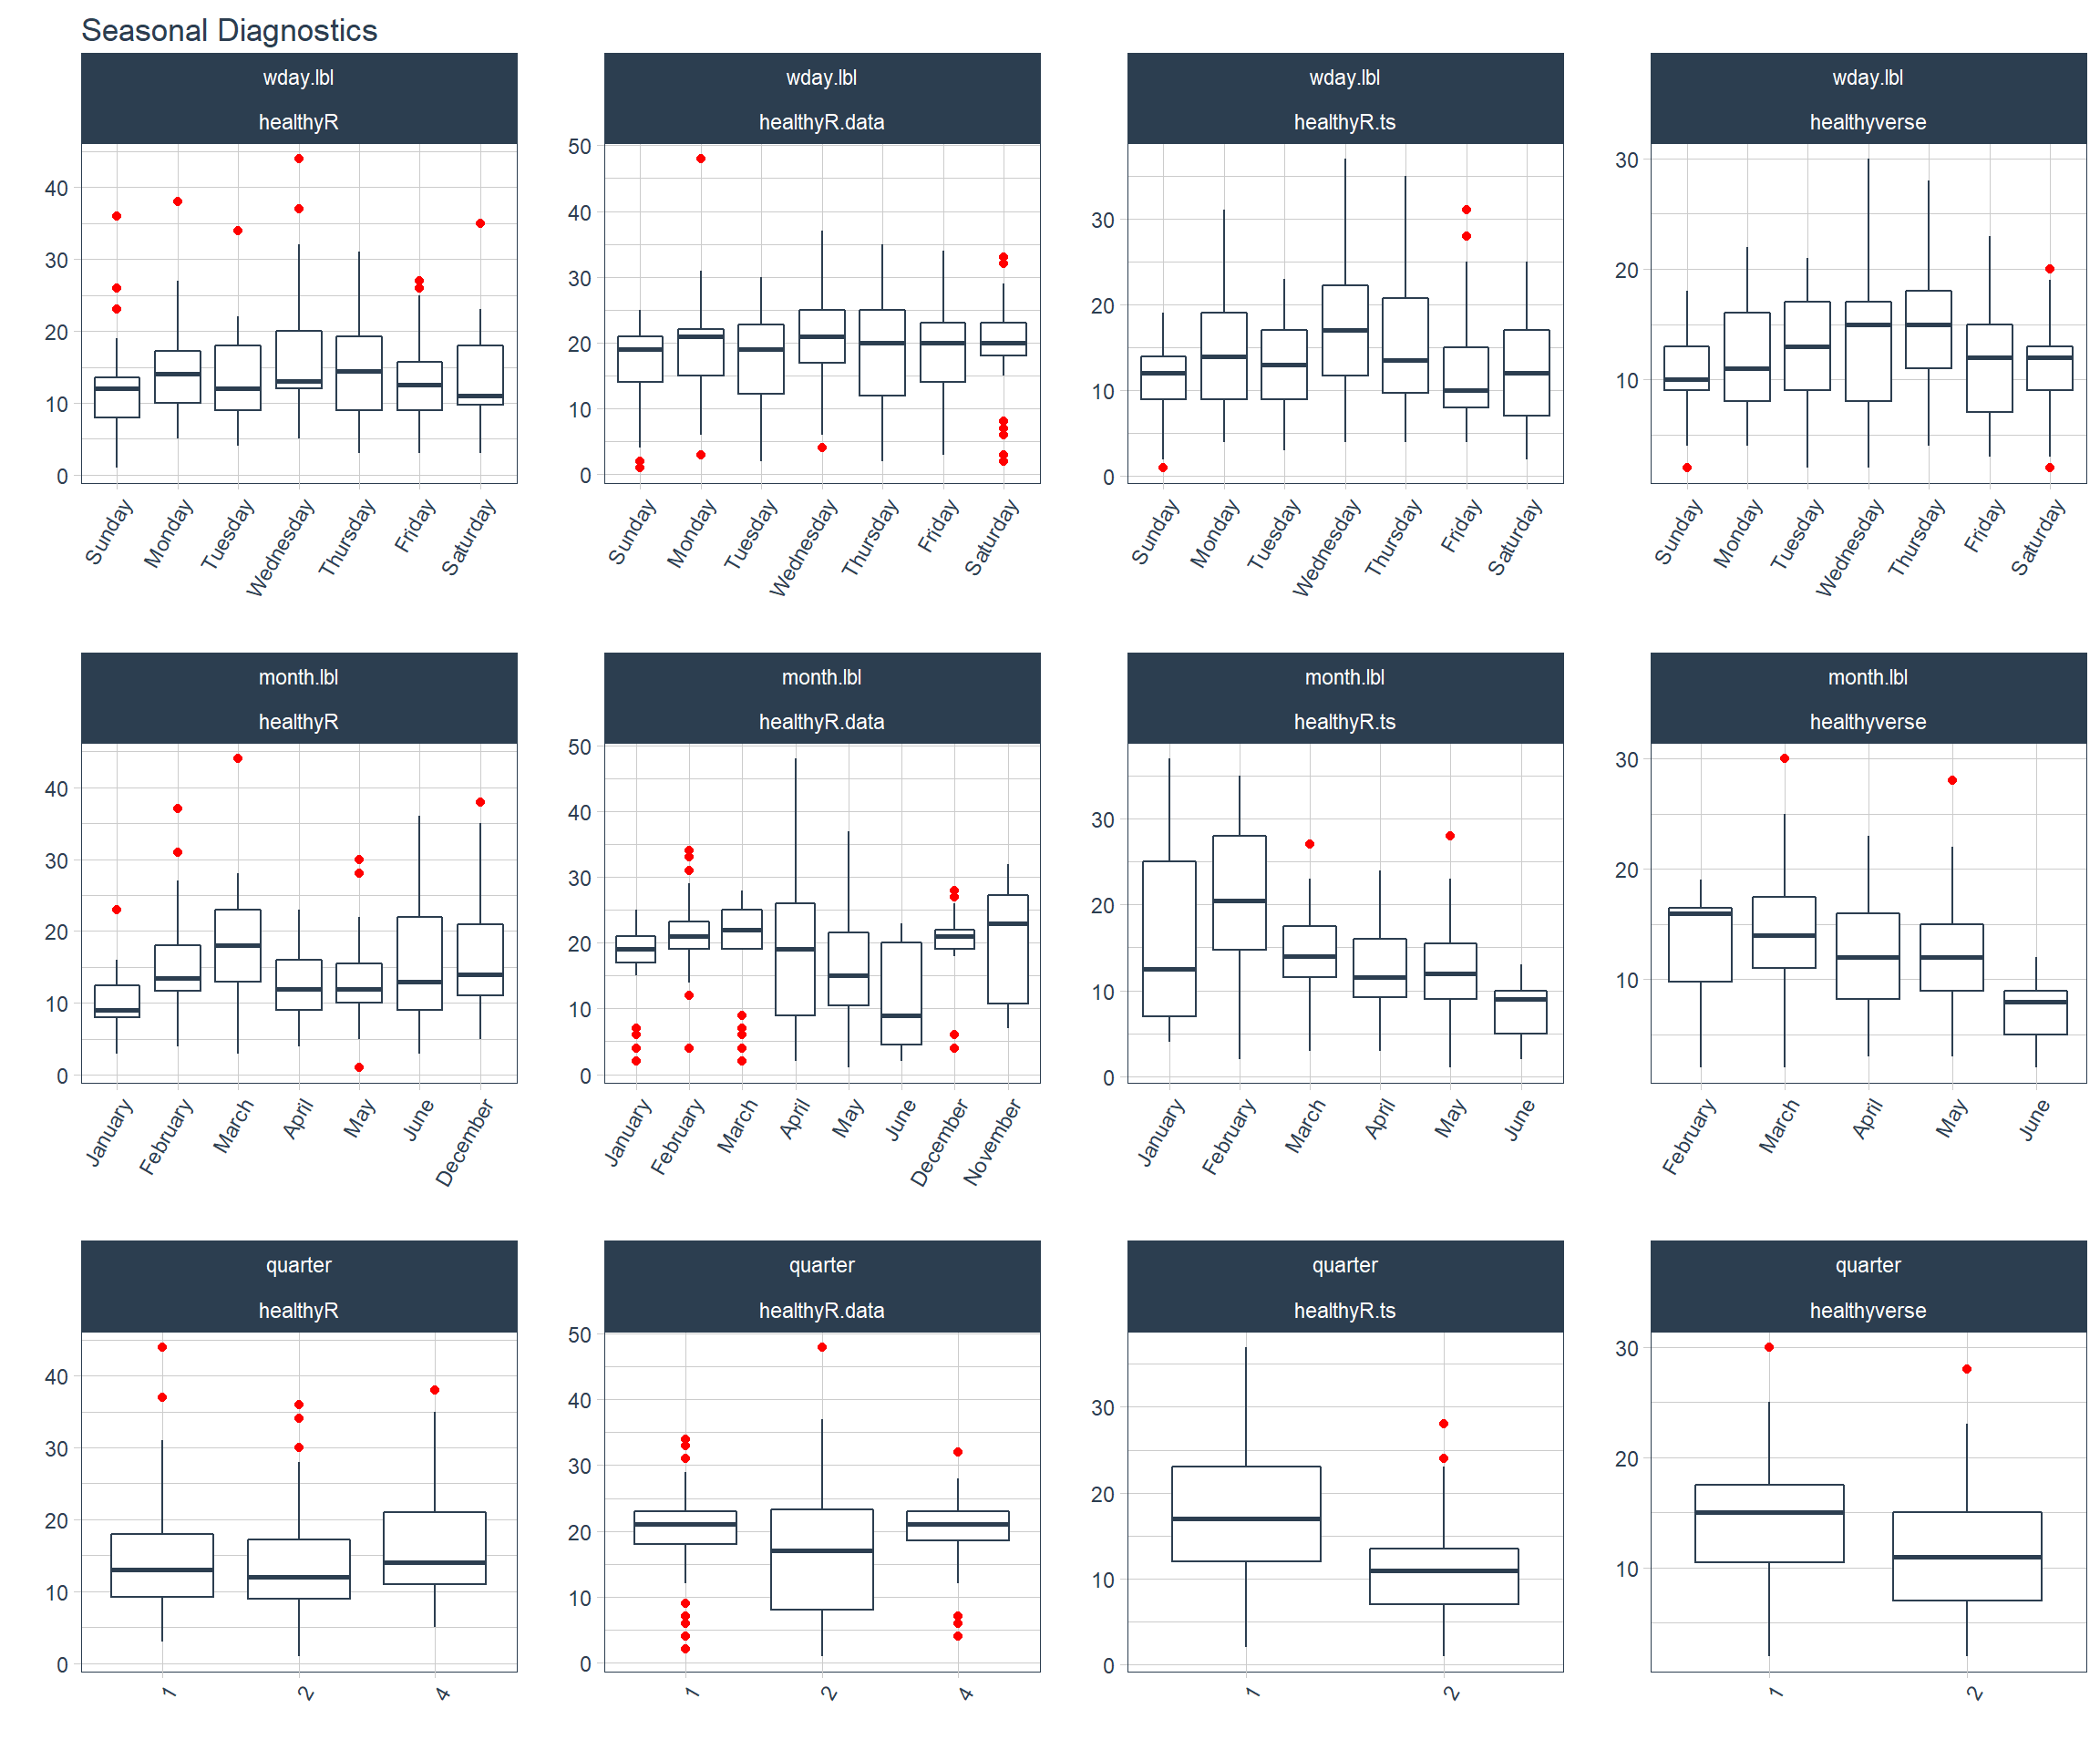 Seasonal Diagnostics
wday.lbl
healthyR
wday.lbl
healthyR.data
wday.lbl
healthyR.ts
wday.lbl
healthyverse
40
30
20
10
0
Sunday
Monday
Tuesday
Wednesday
Thursday
Friday
Saturday
50
40
30
20
10
0
Sunday
Monday
Tuesday
Wednesday
Thursday
Friday
Saturday
30
20
10
0
Sunday
Monday
Tuesday
Wednesday
Thursday
Friday
Saturday
30
20
10
Sunday
Monday
Tuesday
Wednesday
Thursday
Friday
Saturday
month.lbl
healthyR
month.lbl
healthyR.data
month.lbl
healthyR.ts
month.lbl
healthyverse
40
30
20
10
0
January
February
March
April
May
June
December
50
40
30
20
10
0
January
February
March
April
May
June
December
November
30
20
10
0
January
February
March
April
May
June
30
20
10
February
March
April
May
June
quarter
healthyR
quarter
healthyR.data
quarter
healthyR.ts
quarter
healthyverse
40
30
20
10
0
1
2
4
50
40
30
20
10
0
1
2
4
30
20
10
0
1
2
30
20
10
1
2